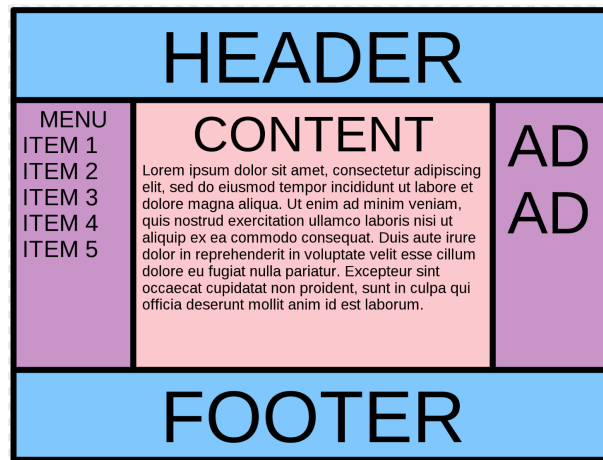 HEADER
MENU
ITEM 1
ITEM 2
ITEM 3
ITEM 4
ITEM 5
CONTENT
Lorem ipsum dolor sit amet, consectetur adipiscing
elit, sed do eiusmod tempor incididunt ut labore et
dolore magna aliqua. Ut enim ad minim veniam,
quis nostrud exercitation ullamco laboris nisi ut
aliquip ex ea commodo consequat. Duis aute irure
dolor in reprehenderit in voluptate velit esse cillum
dolore eu fugiat nulla pariatur. Excepteur sint
occaecat cupidatat non proident, sunt in culpa qui
officia deserunt mollit anim id est laborum.
AD
AD
FOOTER